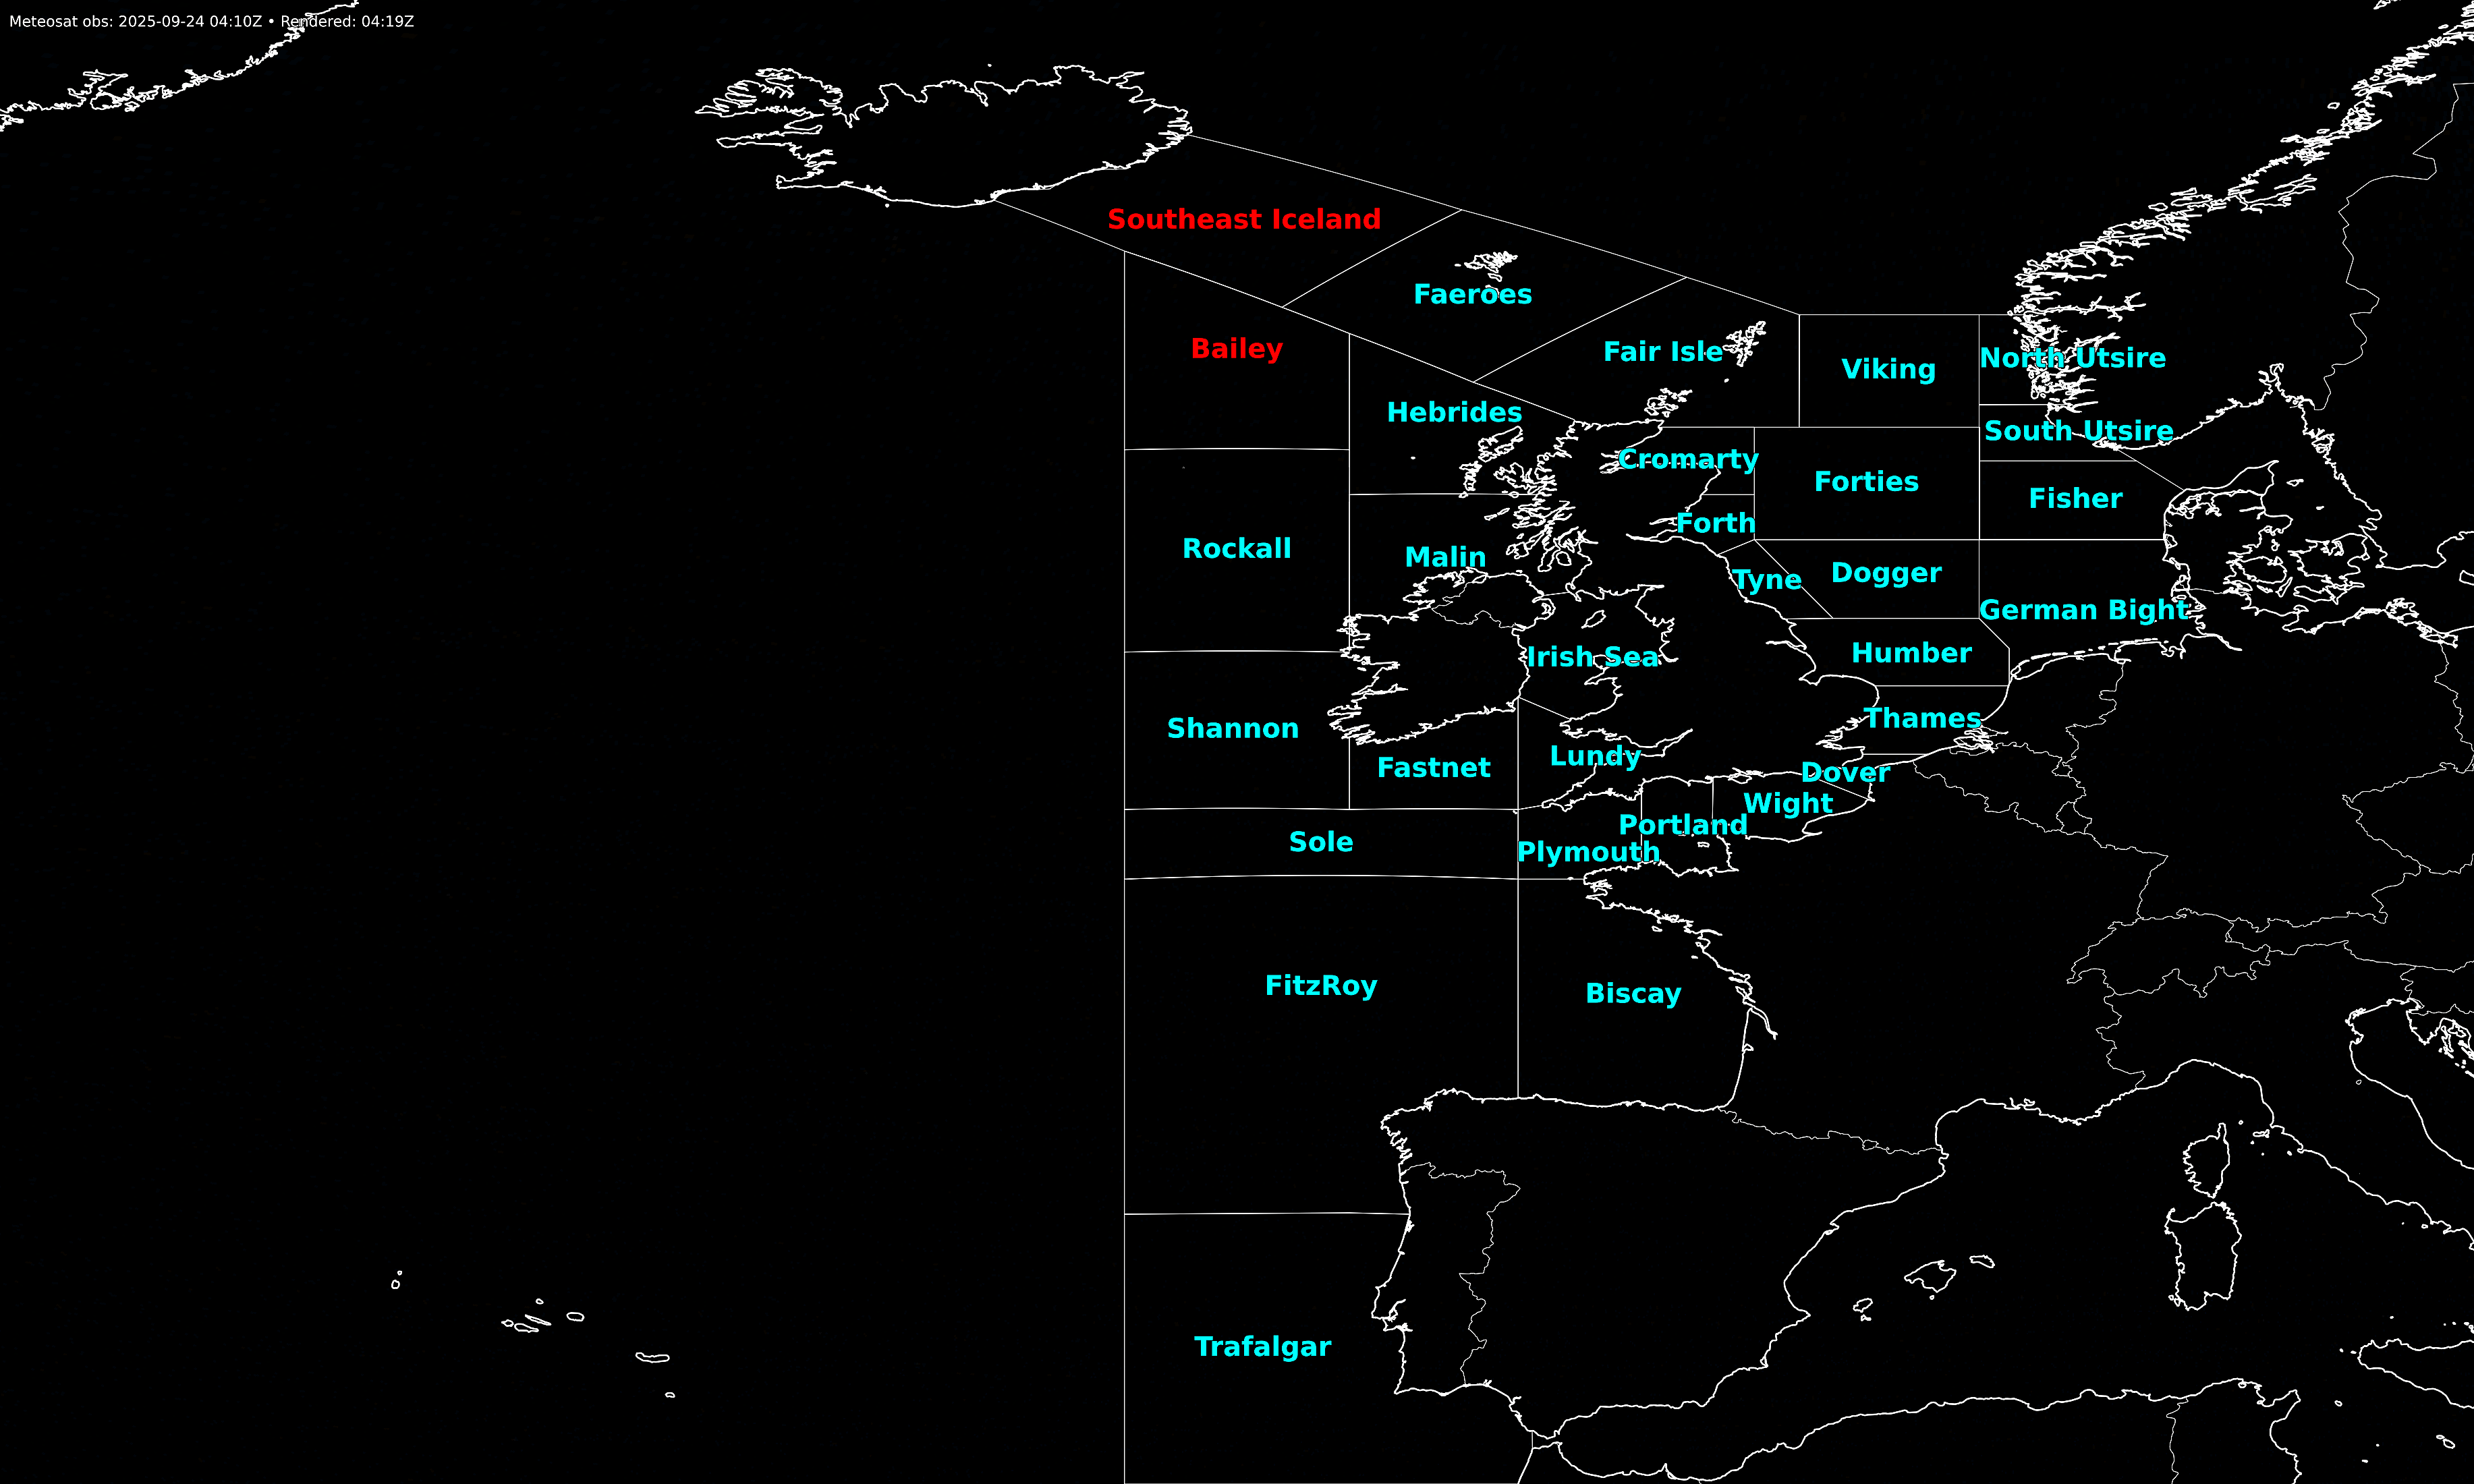 Meteosat obs: 2025-09-24 04:10Z • Rendered: 04:19Z
Southeast Iceland
Faeroes
Bailey
Fair Isle
Viking
North Utsire
Hebrides
South Utsire
Cromarty
Forties
Fisher
Forth
Rockall
Malin
Tyne
Dogger
German Bight
Irish Sea
Humber
Shannon
Thames
Fastnet
Lundy
Dover
Wight
Portland
Sole
Plymouth
FitzRoy
Biscay
Trafalgar